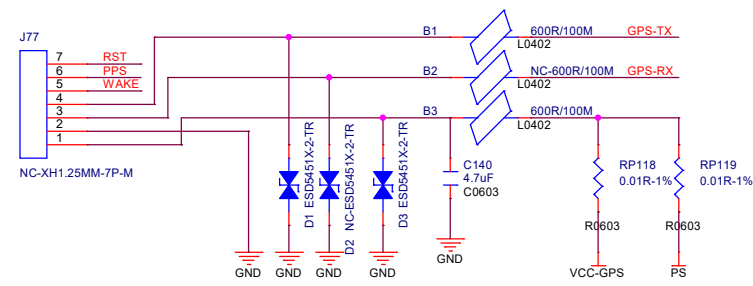 J77
7 RST
6 PPS
5 WAKE
4
3
2
1
NC-XH1.25MM-7P-M
B1 600R/100M GPS-TX
L0402
B2 NC-600R/100M GPS-RX
L0402
B3 600R/100M
L0402
D1 ESD5451X-2-TR
D2 NC-ESD5451X-2-TR
D3 ESD5451X-2-TR
C140
4.7uF
C0603
RP118
0.01R-1%
R0603
RP119
0.01R-1%
R0603
GND
GND
GND
GND
GND
VCC-GPS
PS